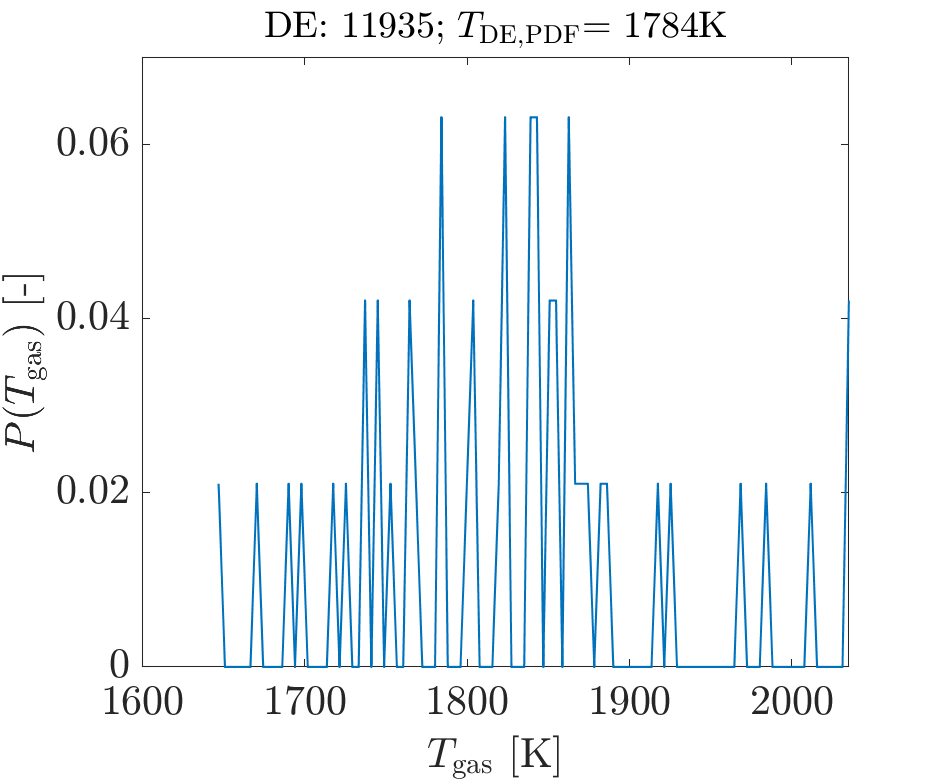 DE: 11935; T_DE,PDF= 1784K
P(T_gas) [-]
0.06
0.04
0.02
0
1600 1700 1800 1900 2000
T_gas [K]